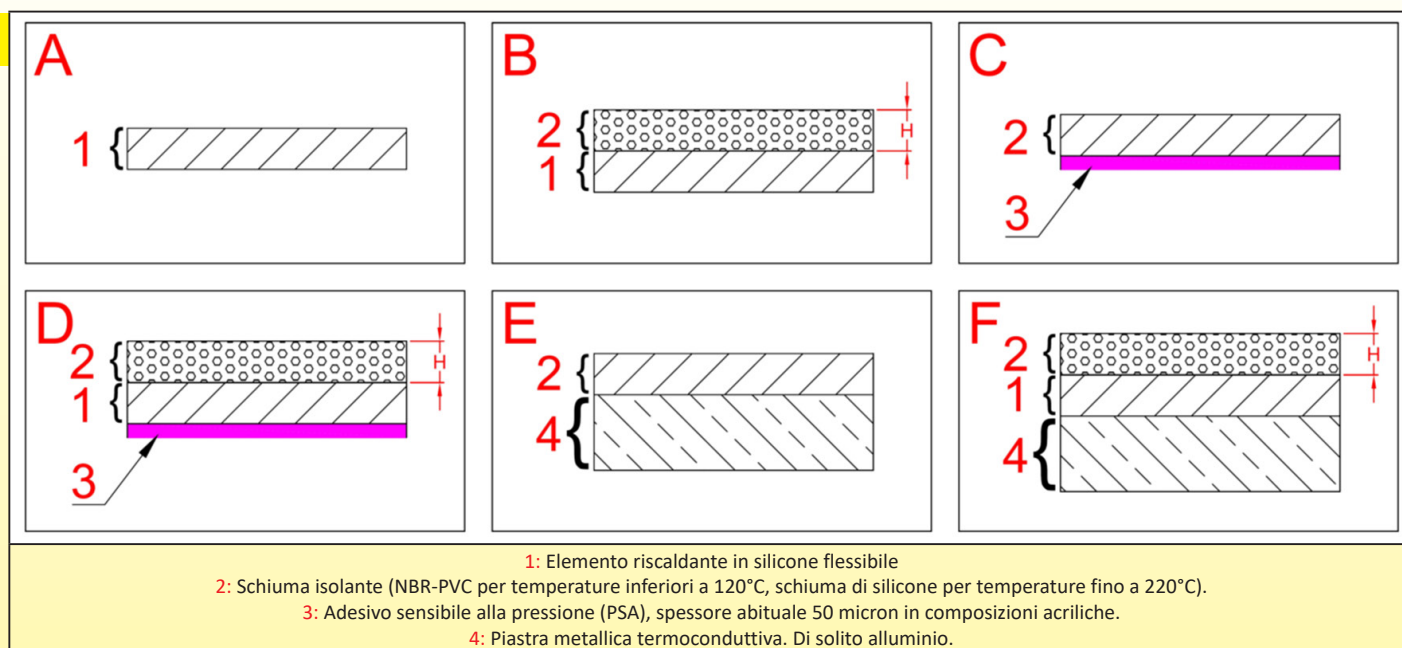 A
1
B
2
1
H
C
2
3
D
2
1
H
3
E
2
4
F
2
1
4
H
1: Elemento riscaldante in silicone flessibile
2: Schiuma isolante (NBR-PVC per temperature inferiori a 120°C, schiuma di silicone per temperature fino a 220°C).
3: Adesivo sensibile alla pressione (PSA), spessore abituale 50 micron in composizioni acriliche.
4: Piastra metallica termoconduttiva. Di solito alluminio.